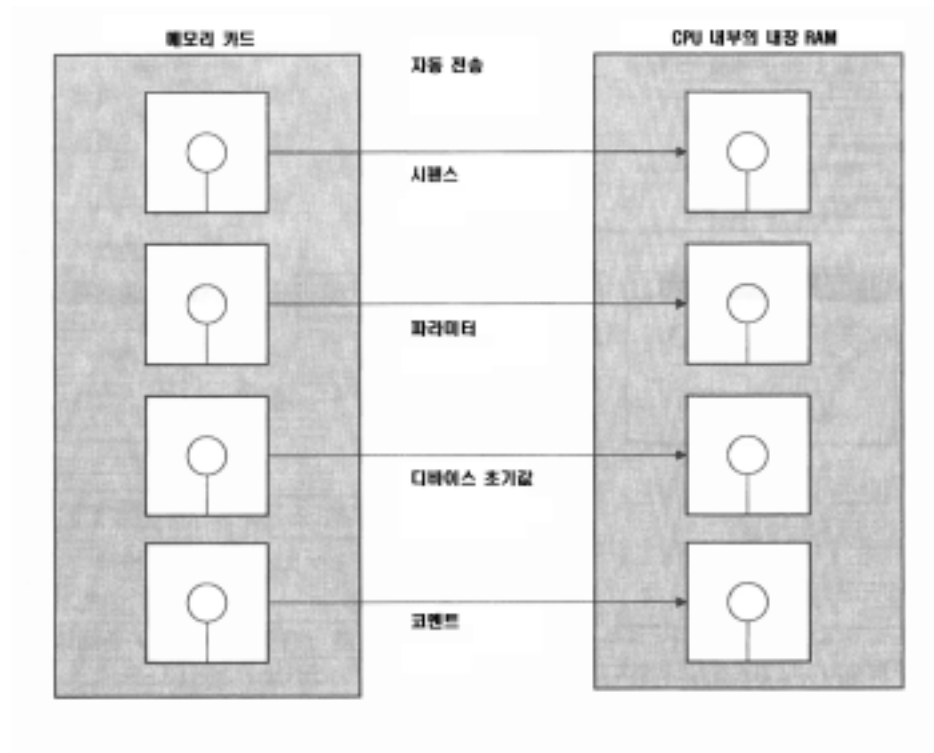 메모리 카드
CPU 내부의 내장 RAM
자동 전송
시퀀스
파라미터
디바이스 초기값
코멘트